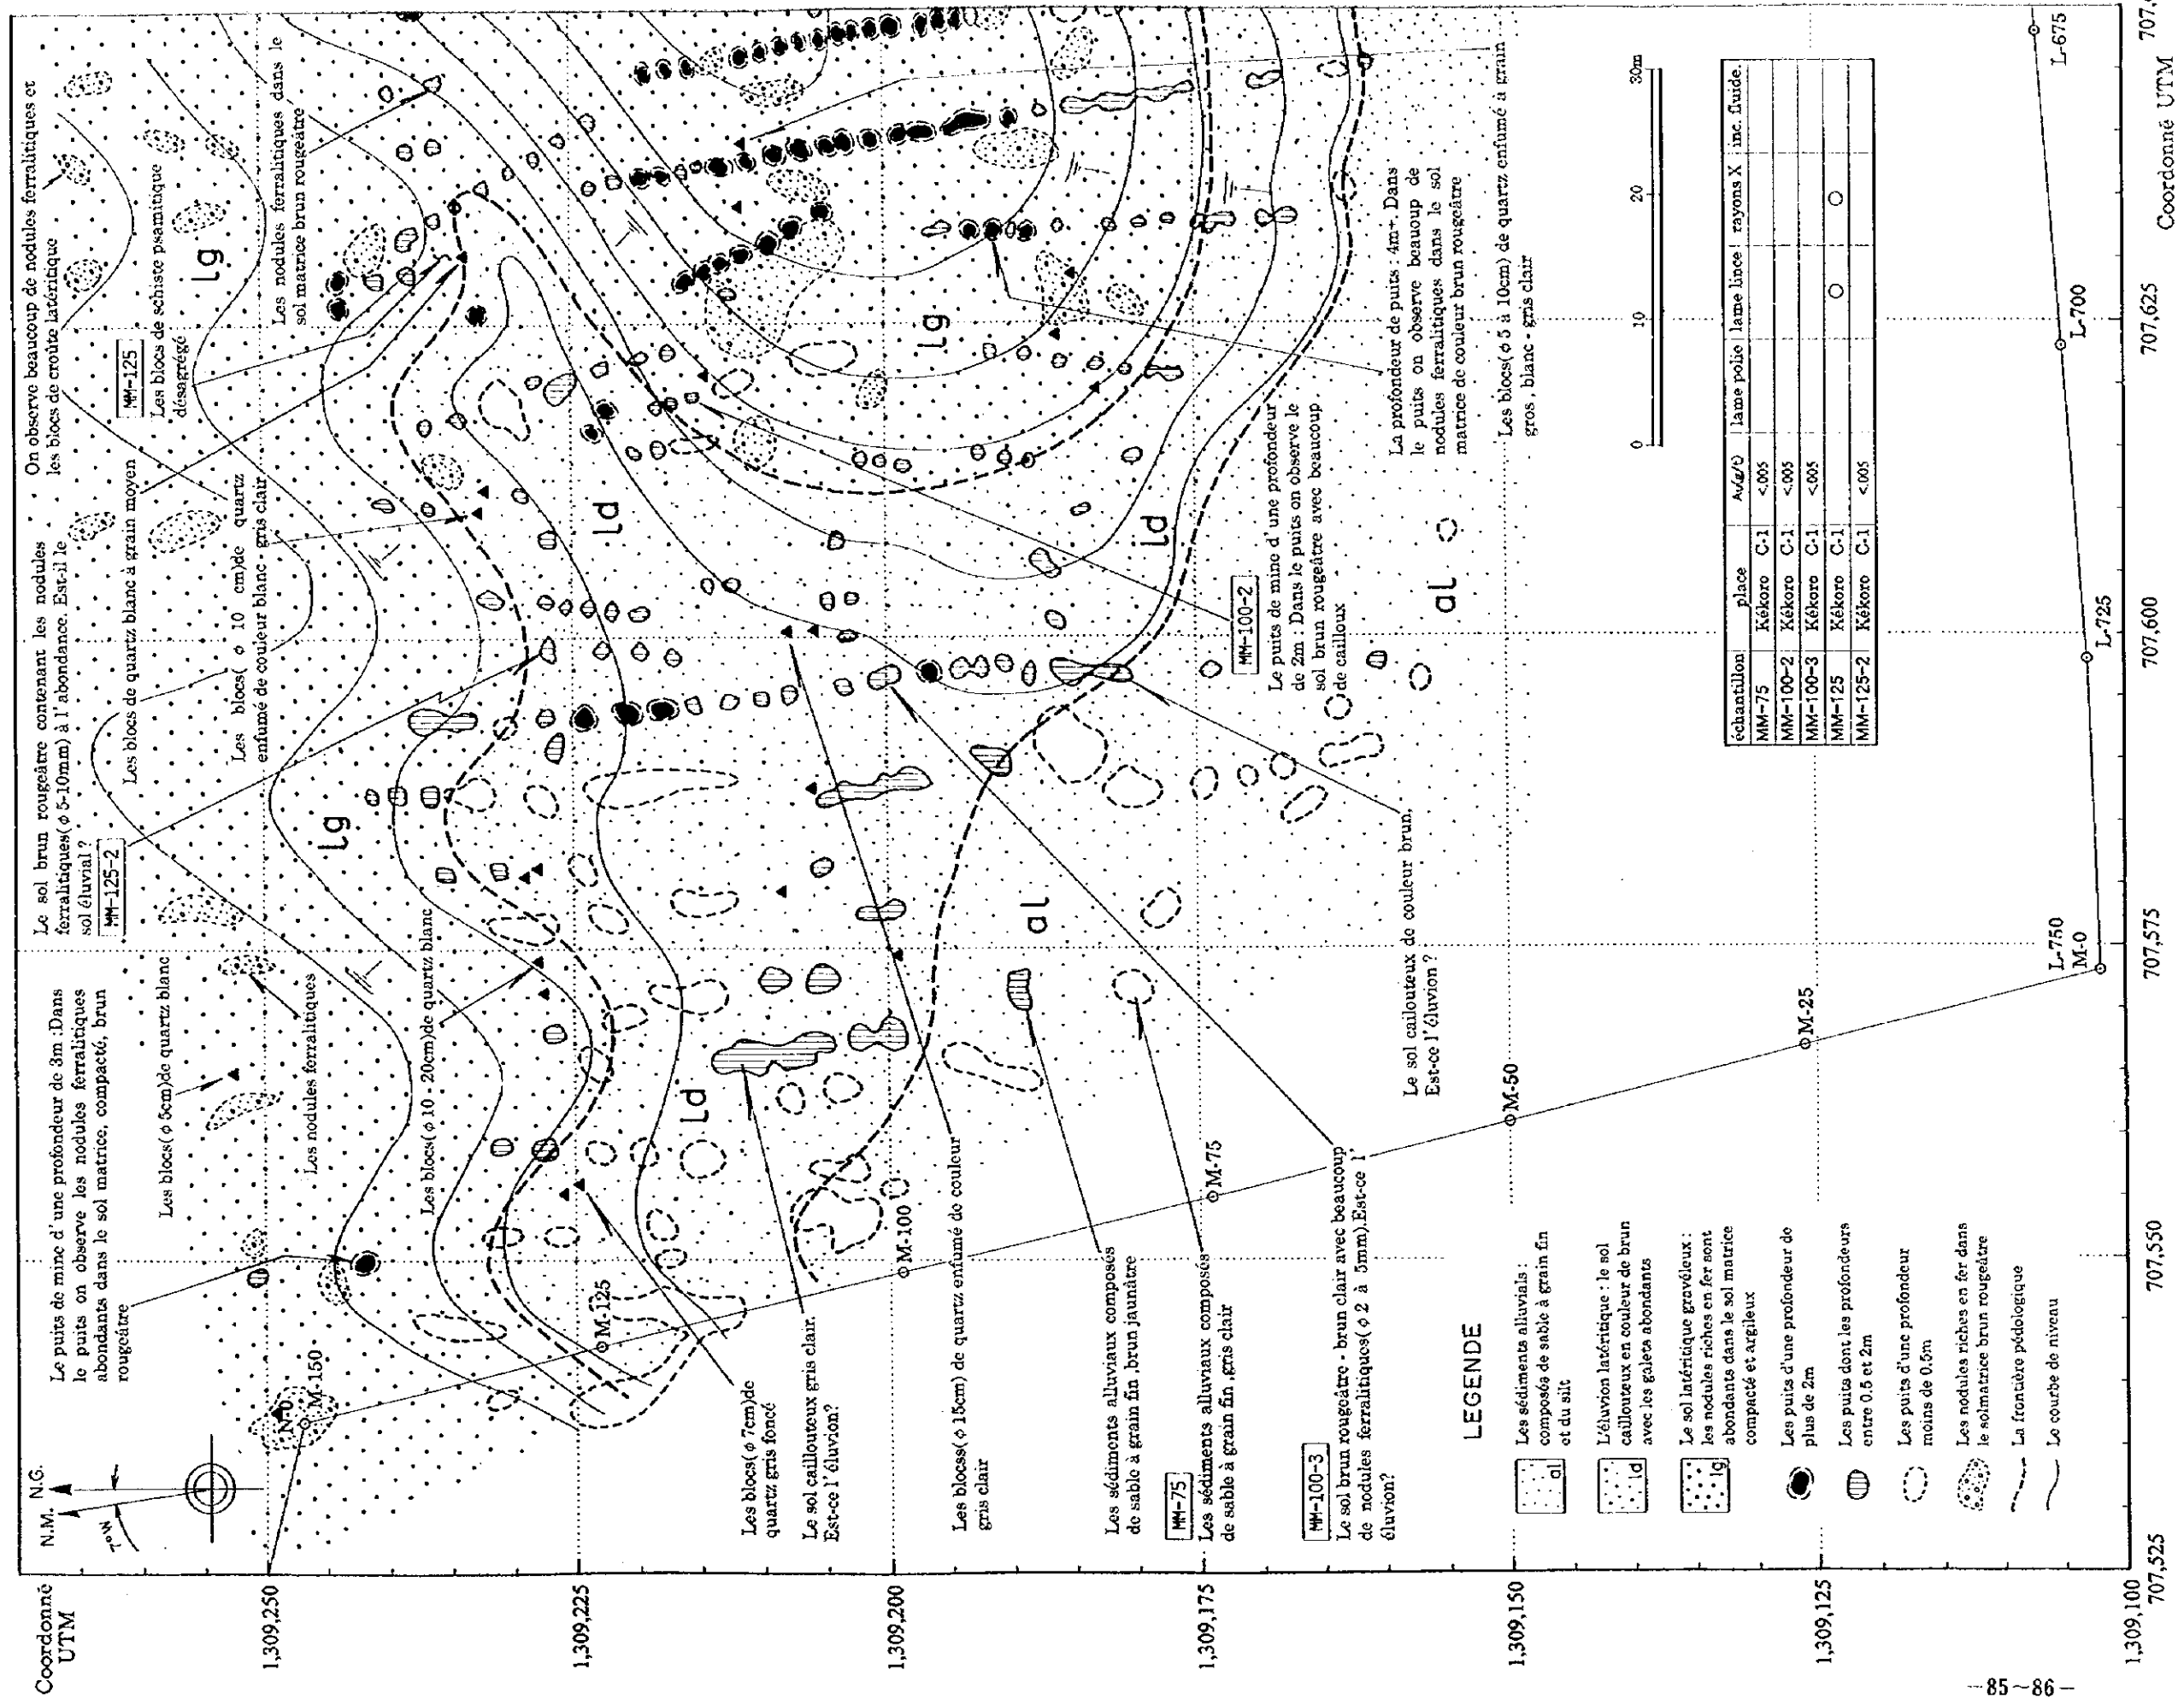 Coordonné
UTM
N.M. N.G.
7°W
Le puits de mine d'une profondeur de 3m. Dans
le puits on observe les nodules ferralitiques
abondants dans le sol matrice, compacté, brun
rougeâtre
Les blocs(φ 5cm)de quartz blanc
Les nodules ferralitiques
Les blocs(φ 10 - 20cm)de quartz blanc
Le sol brun rougeâtre contenant les nodules
ferralitiques(φ 5-10mm) à l'abondance. Est-il le
sol éluvial?
MM-125-2
On observe beaucoup de nodules ferralitiques et
les blocs de croûte latéritique
Les blocs de quartz blanc à grain moyen
MM-125
Les blocs de schiste psamitique
désagrégé
Les blocs( φ 10 cm)de quartz
enfumé de couleur blanc - gris clair
Les nodules ferralitiques dans le
sol matrice brun rougeâtre
lg
lg
lg
ld
ld
ld
al
al
N-0
M-150
M-125
M-100
M-75
M-50
M-25
L-750
M-0
L-725
L-700
L-675
Les blocs(φ 7cm)de
quartz gris foncé
Le sol caillouteux gris clair.
Est-ce l'éluvion?
Les blocss(φ 15cm) de quartz enfumé de couleur
gris clair
Les sédiments alluviaux composes
de sable à grain fin, brun jaunâtre
MM-75
Les sédiments alluviaux composés
de sable à grain fin, gris clair
MM-100-3
Le sol brun rougeâtre - brun clair avec beaucoup
de nodules ferralitiques(φ 2 à 5mm).Est-ce l'
éluvion?
Le sol cailouteux de couleur brun.
Est-ce l'éluvion?
MM-100-2
Le puits de mine d'une profondeur
de 2m : Dans le puits on observe le
sol brun rougeâtre avec beaucoup
de cailloux
La profondeur de puits : 4m+. Dans
le puits on observe beaucoup de
nodules ferralitiques dans le sol
matrice de couleur brun rougeâtre
Les blocs(φ 5 à 10cm) de quartz enfumé à grain
gros, blanc - gris clair
0 10 20 30m
échantillon place Au(g/t) lame polie lame lince rayons X inc. fluide.
MM-75 Kékoro C-1 <.005
MM-100-2 Kékoro C-1 <.005
MM-100-3 Kékoro C-1 <.005
MM-125 Kékoro C-1 ○ ○
MM-125-2 Kékoro C-1 <.005
LEGENDE
al
Les sédiments alluvials :
composés de sable à grain fin
et du silt
ld
L'éluvion latéritique : le sol
caillouteux en couleur de brun
avec les galets abondants
lg
Le sol latéritique graveleux :
les nodules riches en fer sont
abondants dans le sol matrice
compacté et argileux
Les puits d'une profondeur de
plus de 2m
Les puits dont les profondeurs
entre 0.5 et 2m
Les puits d'une profondeur
moins de 0.5m
Les nodules riches en fer dans
le solmatrice brun rougeâtre
La frontière pédologique
Le courbe de niveau
1,309,250
1,309,225
1,309,200
1,309,175
1,309,150
1,309,125
1,309,100
707,525
707,550
707,575
707,600
707,625
Coordonné UTM
-85~86-